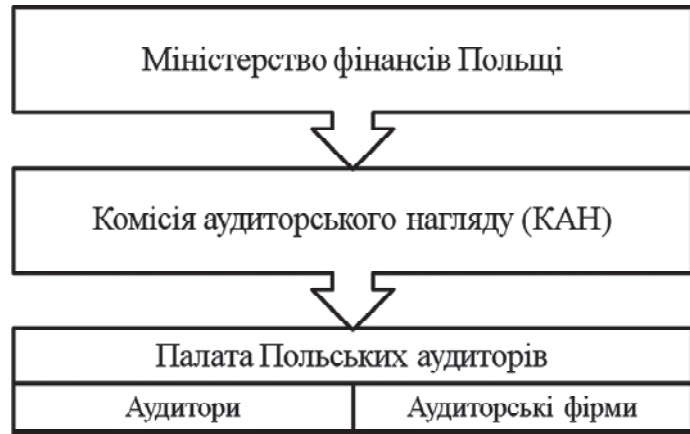 Міністерство фінансів Польщі
Комісія аудиторського нагляду (КАН)
Палата Польських аудиторів
Аудитори
Аудиторські фірми